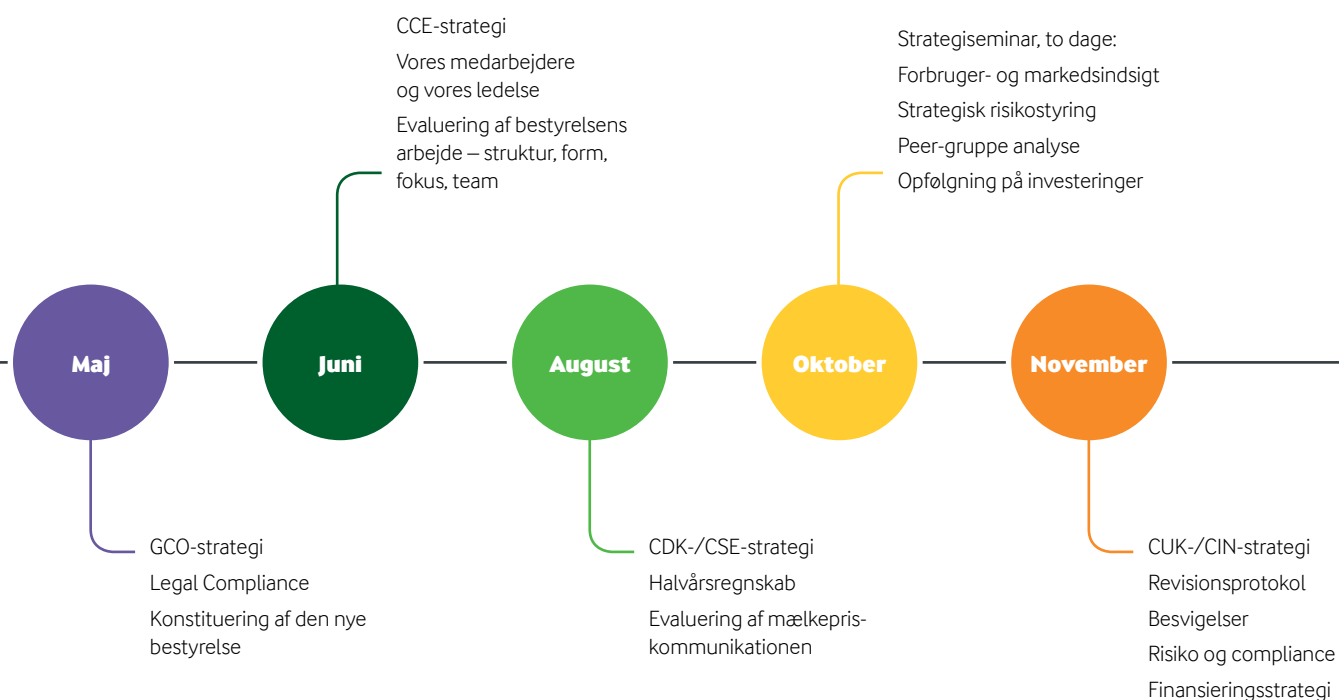 CCE-strategi
Vores medarbejdere
og vores ledelse
Evaluering af bestyrelsens
arbejde – struktur, form,
fokus, team
Strategiseminar, to dage:
Forbruger- og markedsindsigt
Strategisk risikostyring
Peer-gruppe analyse
Opfølgning på investeringer
Maj
Juni
August
Oktober
November
GCO-strategi
Legal Compliance
Konstituering af den nye
bestyrelse
CDK-/CSE-strategi
Halvårsregnskab
Evaluering af mælkepris-
kommunikationen
CUK-/CIN-strategi
Revisionsprotokol
Besvigelser
Risiko og compliance
Finansieringsstrategi